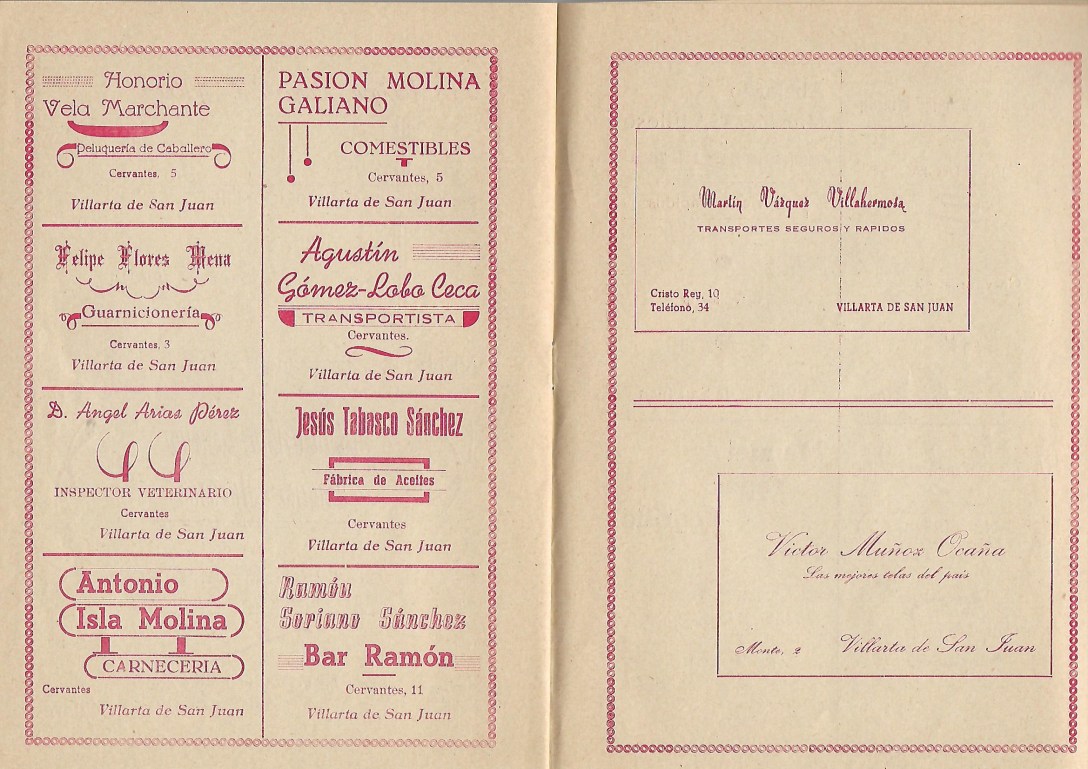 Honorio
Vela Marchante
Peluquería de Caballero
Cervantes, 5
Villarta de San Juan
Felipe Flores Mena
Guarnicionería
Cervantes, 3
Villarta de San Juan
D. Angel Arias Pérez
INSPECTOR VETERINARIO
Cervantes
Villarta de San Juan
Antonio
Isla Molina
CARNECERIA
Cervantes
Villarta de San Juan
PASION MOLINA
GALIANO
COMESTIBLES
Cervantes, 5
Villarta de San Juan
Agustín
Gómez-Lobo Ceca
TRANSPORTISTA
Cervantes.
Villarta de San Juan
Jesús Tabasco Sánchez
Fábrica de Aceites
Cervantes
Villarta de San Juan
Ramón
Soriano Sánchez
Bar Ramón
Cervantes, 11
Villarta de San Juan
Martín Vázquez Villahermosa
TRANSPORTES SEGUROS Y RAPIDOS
Cristo Rey, 10
Teléfono, 34
VILLARTA DE SAN JUAN
Victor Muñoz Ocaña
Las mejores telas del pais
Monte, 2
Villarta de San Juan